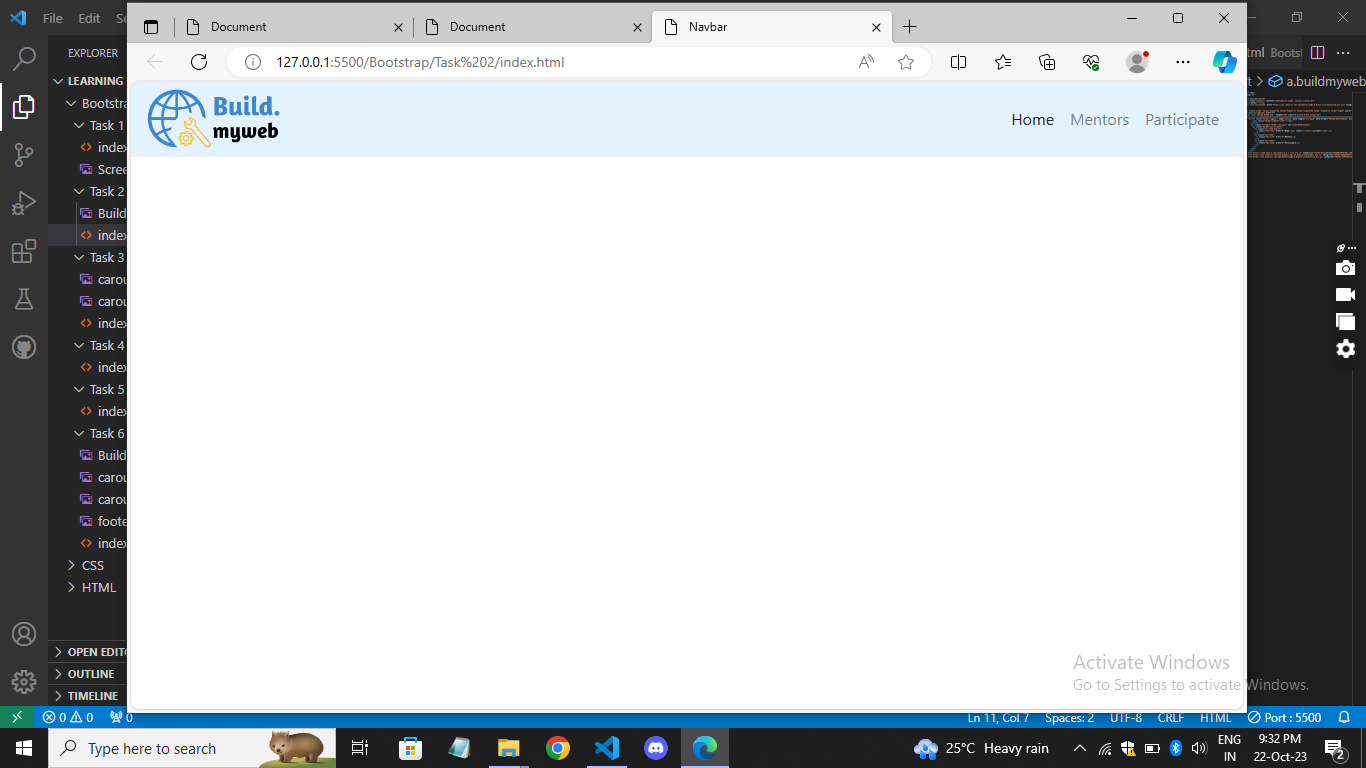 File Edit Se
Document
Document
Navbar
127.0.0.1:5500/Bootstrap/Task%202/index.html
tml Bootst
t > a.buildmyweb
EXPLORER
LEARNING
Bootstra
Task 1
index
Scree
Task 2
Build
index
Task 3
carou
carou
index
Task 4
index
Task 5
index
Task 6
Build
carou
carou
foote
index
CSS
HTML
OPEN EDITO
OUTLINE
TIMELINE
Build.
myweb
Home Mentors Participate
Activate Windows
Go to Settings to activate Windows.
0 0 0 Ln 11, Col 7 Spaces: 2 UTF-8 CRLF HTML Port : 5500
Type here to search
25°C Heavy rain
ENG
IN
9:32 PM
22-Oct-23
2